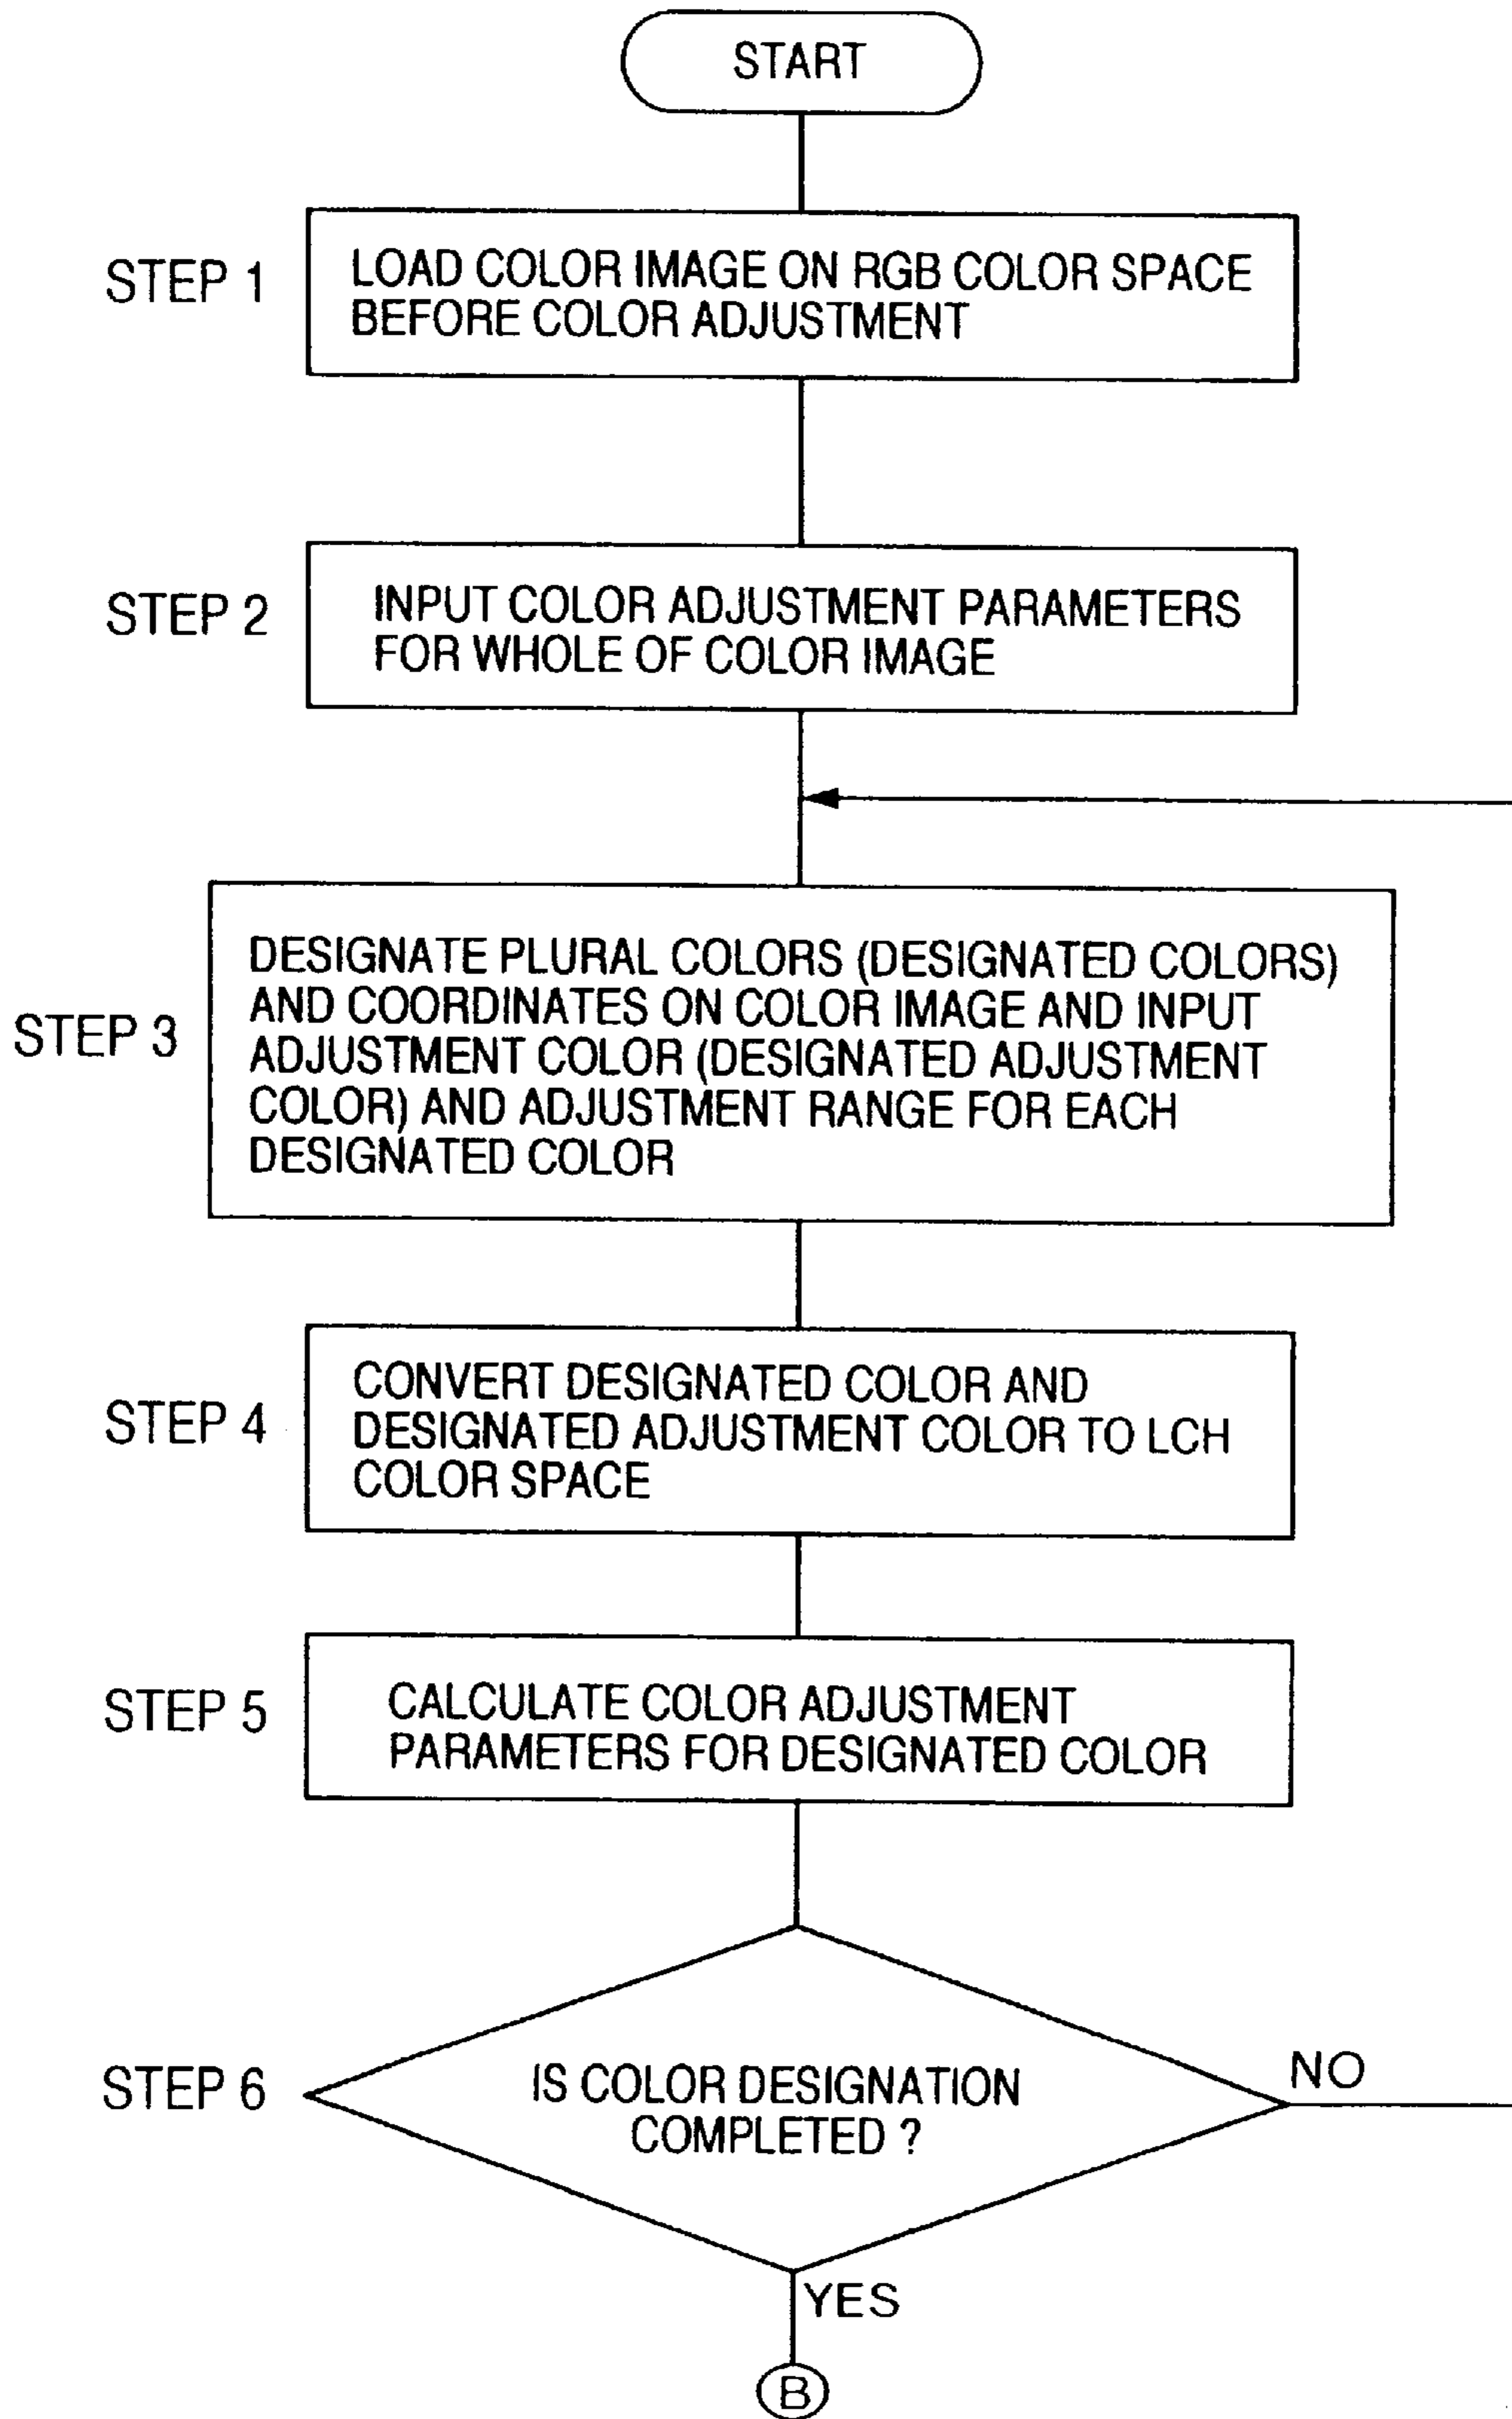 START
STEP 1
LOAD COLOR IMAGE ON RGB COLOR SPACE
BEFORE COLOR ADJUSTMENT
STEP 2
INPUT COLOR ADJUSTMENT PARAMETERS
FOR WHOLE OF COLOR IMAGE
STEP 3
DESIGNATE PLURAL COLORS (DESIGNATED COLORS)
AND COORDINATES ON COLOR IMAGE AND INPUT
ADJUSTMENT COLOR (DESIGNATED ADJUSTMENT
COLOR) AND ADJUSTMENT RANGE FOR EACH
DESIGNATED COLOR
STEP 4
CONVERT DESIGNATED COLOR AND
DESIGNATED ADJUSTMENT COLOR TO LCH
COLOR SPACE
STEP 5
CALCULATE COLOR ADJUSTMENT
PARAMETERS FOR DESIGNATED COLOR
STEP 6
IS COLOR DESIGNATION
COMPLETED ?
NO
YES
B